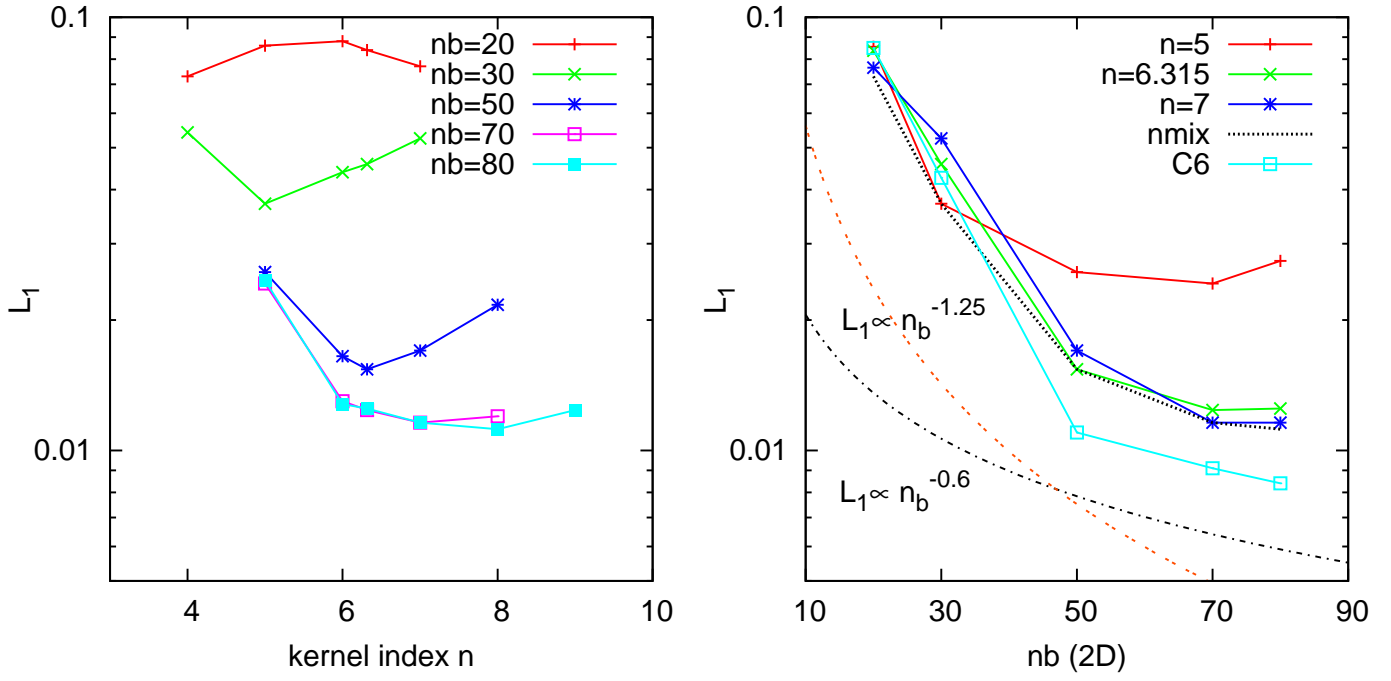 0.1
0.01
L1
4
6
8
10
kernel index n
nb=20
nb=30
nb=50
nb=70
nb=80
0.1
0.01
L1
10
30
50
70
90
nb (2D)
n=5
n=6.315
n=7
nmix
C6
L1∝ nb-1.25
L1∝ nb-0.6